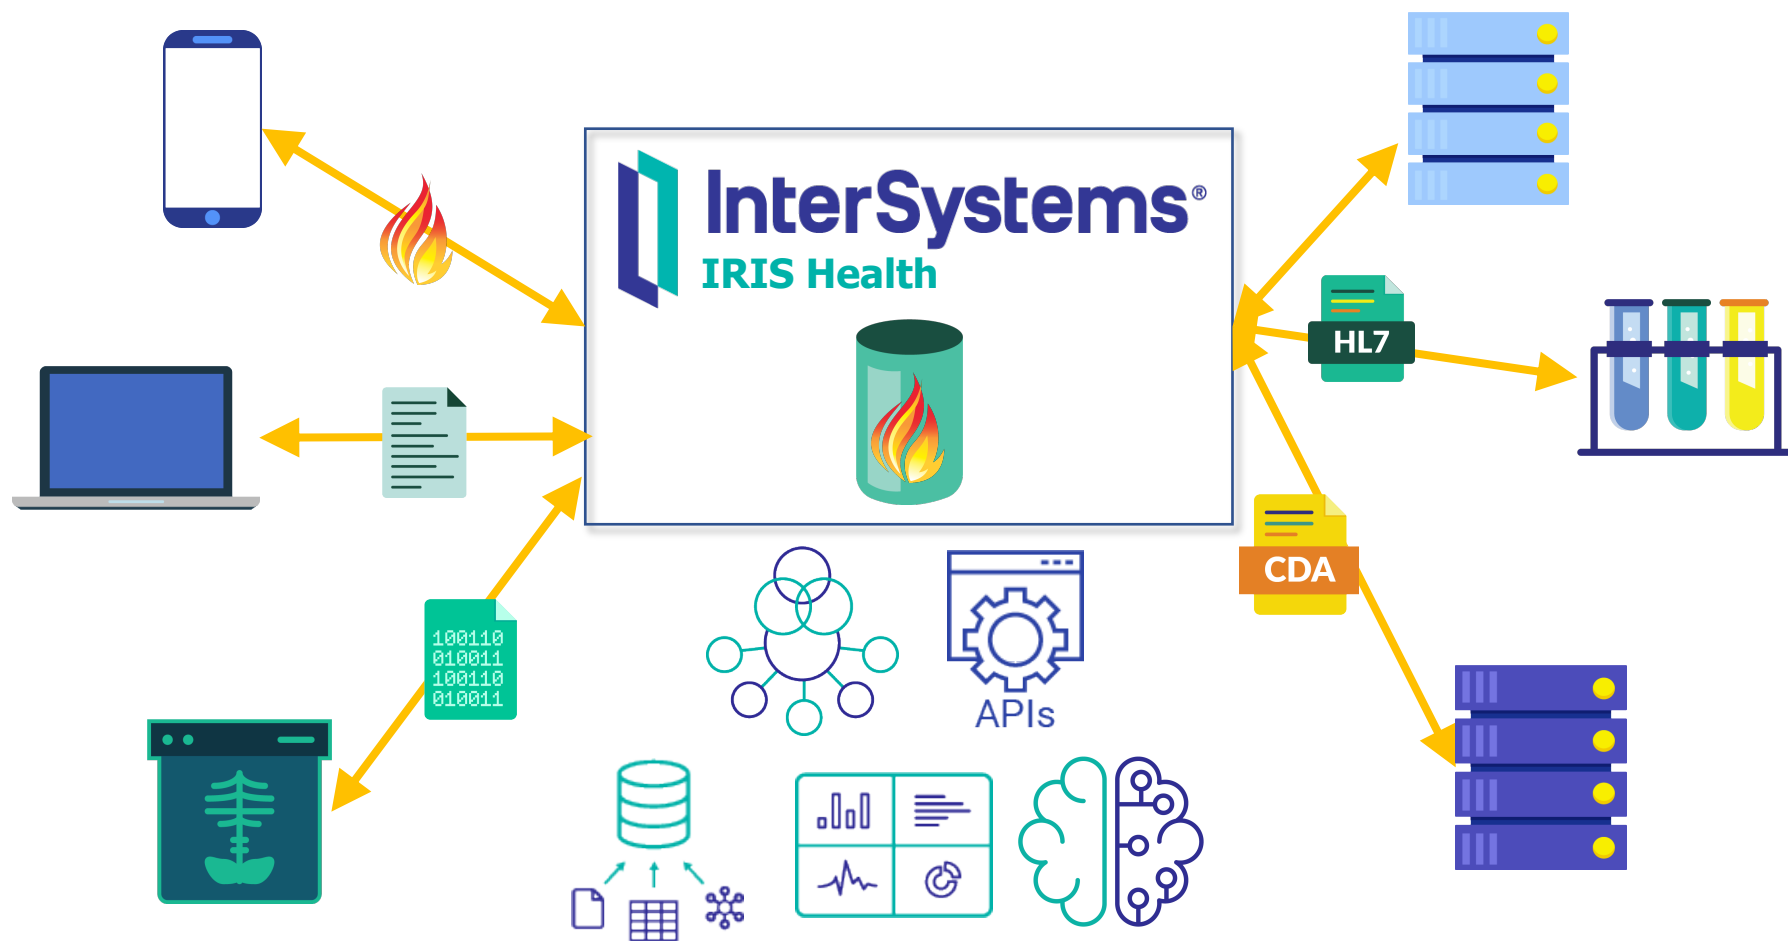 InterSystems®
IRIS Health
HL7
CDA
100110
010011
100110
010011
APIs